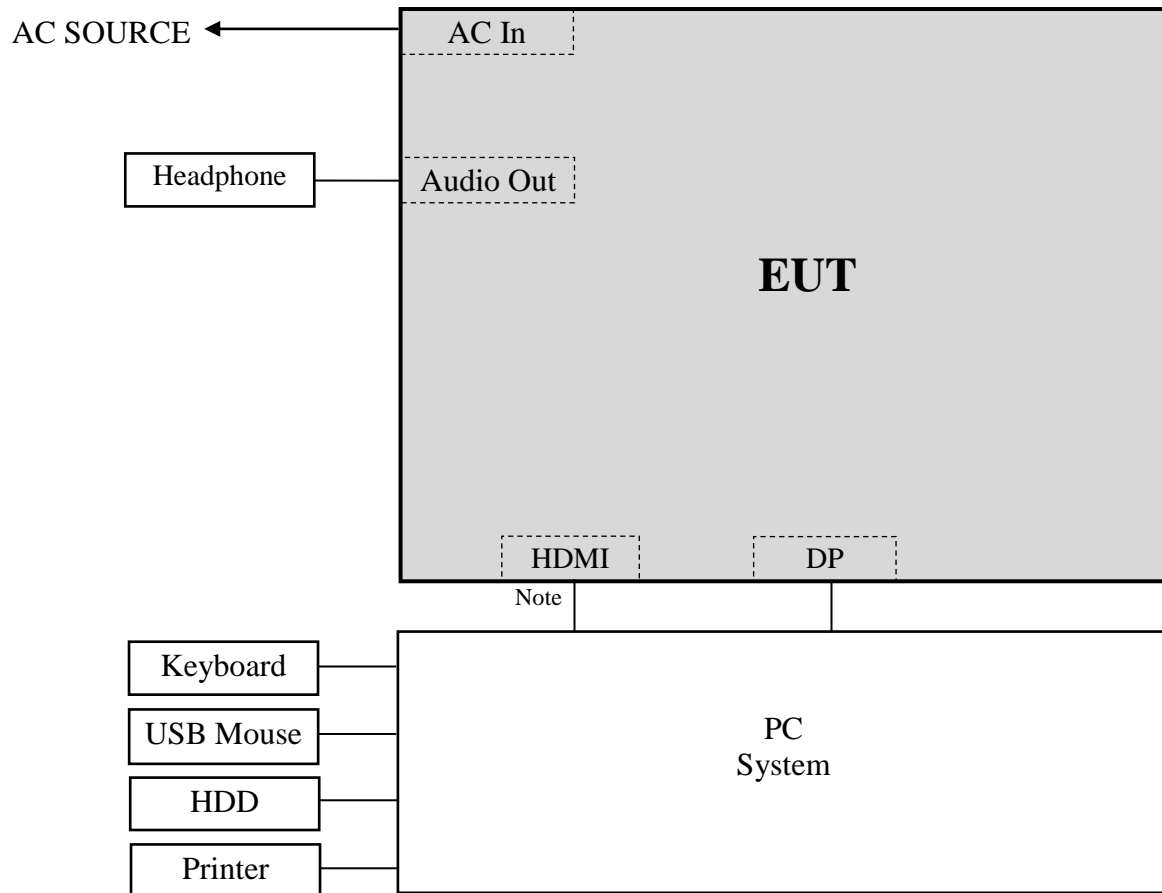 AC SOURCE
AC In
Headphone
Audio Out
EUT
HDMI
DP
Note
Keyboard
USB Mouse
HDD
Printer
PC
System